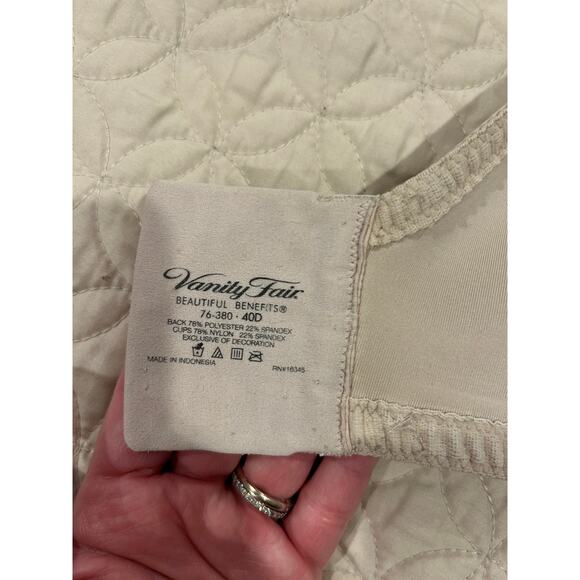 Vanity Fair
BEAUTIFUL BENEFITS®
76-380 · 40D
BACK 78% POLYESTER 22% SPANDEX
CUPS 78% NYLON 22% SPANDEX
EXCLUSIVE OF DECORATION
MADE IN INDONESIA RN#16345